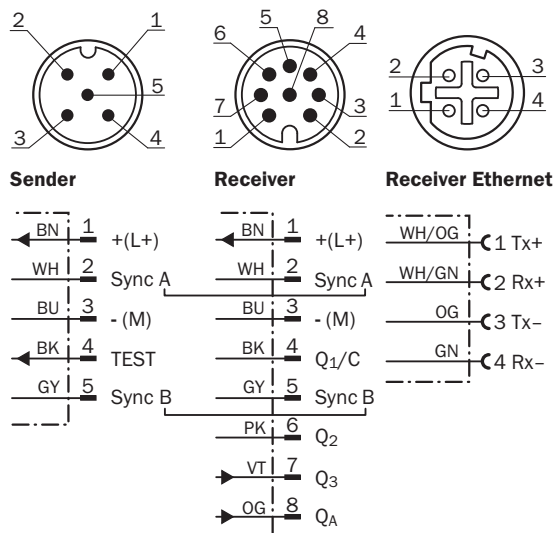 2 1
5
3 4
5 8
6 4
7 3
1 2
2 3
1 4
Sender
BN 1 +(L+)
WH 2 Sync A
BU 3 - (M)
BK 4 TEST
GY 5 Sync B
Receiver
BN 1 +(L+)
WH 2 Sync A
BU 3 - (M)
BK 4 Q1/C
GY 5 Sync B
PK 6 Q2
VT 7 Q3
OG 8 QA
Receiver Ethernet
WH/OG 1 Tx+
WH/GN 2 Rx+
OG 3 Tx–
GN 4 Rx–